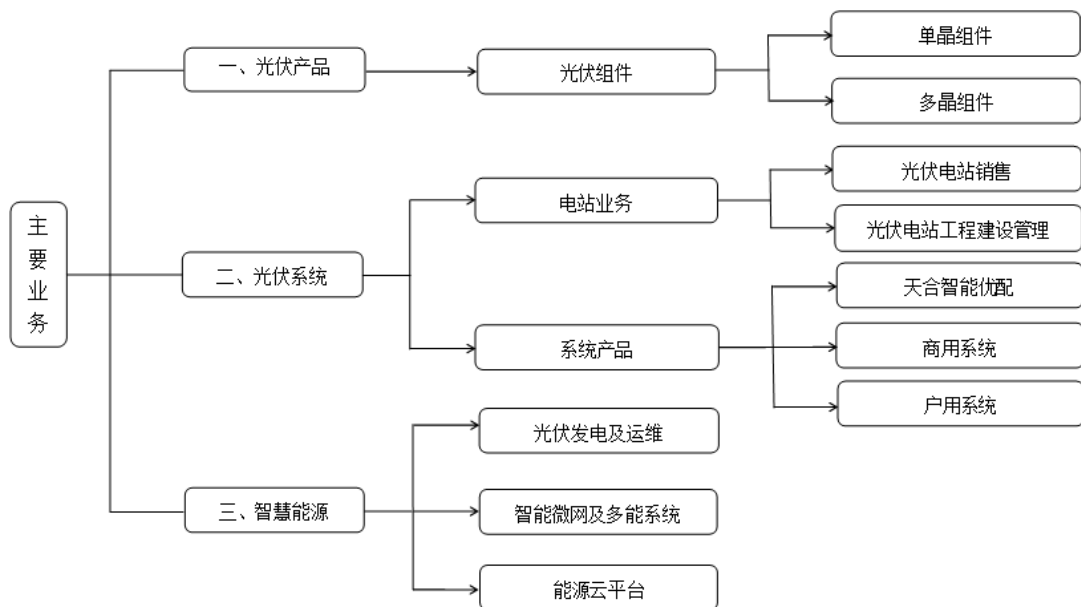 主要业务
一、光伏产品
光伏组件
单晶组件
多晶组件
二、光伏系统
电站业务
光伏电站销售
光伏电站工程建设管理
系统产品
天合智能优配
商用系统
户用系统
三、智慧能源
光伏发电及运维
智能微网及多能系统
能源云平台